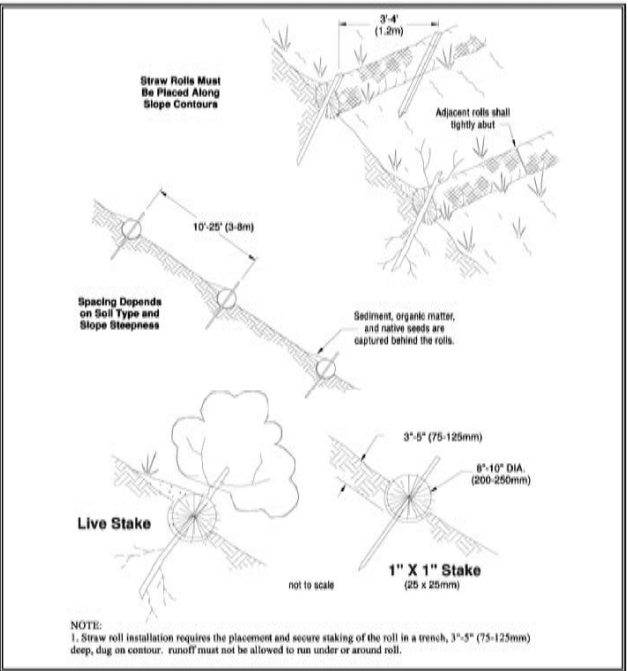 3'-4'
(1.2m)
Straw Rolls Must
Be Placed Along
Slope Contours
Adjacent rolls shall
tightly abut
10'-25' (3-8m)
Spacing Depends
on Soil Type and
Slope Steepness
Sediment, organic matter,
and native seeds are
captured behind the rolls.
3"-5" (75-125mm)
8"-10" DIA.
(200-250mm)
Live Stake
1" X 1" Stake
(25 x 25mm)
not to scale
NOTE:
1. Straw roll installation requires the placement and secure staking of the roll in a trench, 3"-5" (75-125mm)
deep, dug on contour. runoff must not be allowed to run under or around roll.